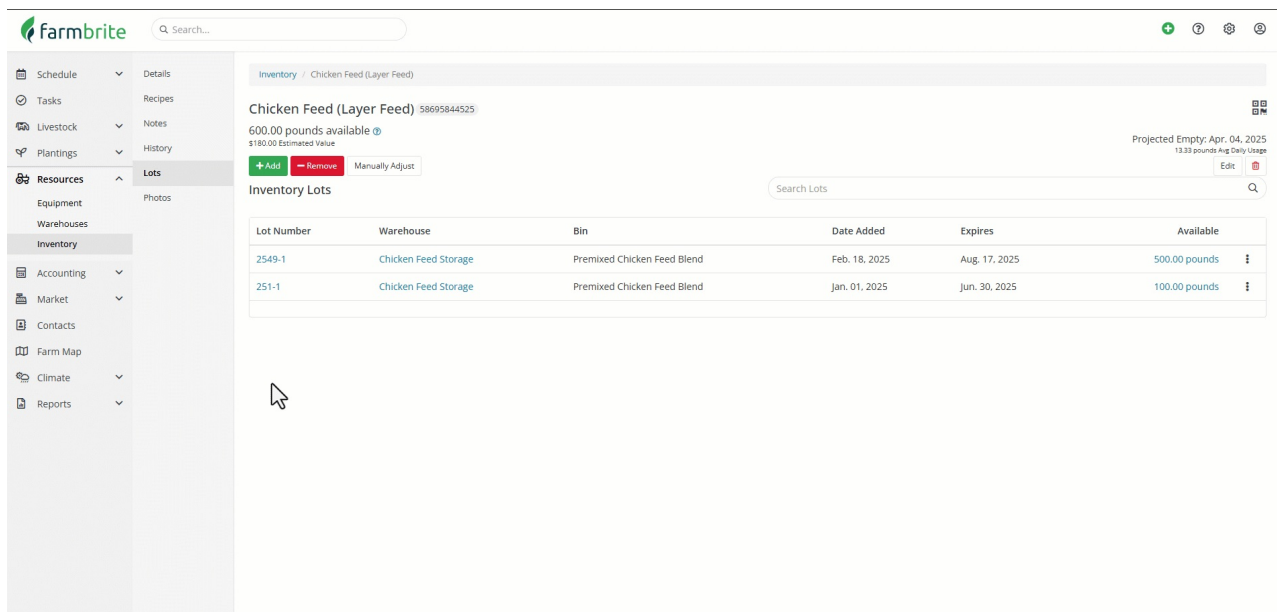 farmbrite
Search...
Schedule
Tasks
Livestock
Plantings
Resources
Equipment
Warehouses
Inventory
Accounting
Market
Contacts
Farm Map
Climate
Reports
Details
Recipes
Notes
History
Lots
Photos
Inventory / Chicken Feed (Layer Feed)
Chicken Feed (Layer Feed) 58695844525
600.00 pounds available
$180.00 Estimated Value
Projected Empty: Apr. 04, 2025
13.33 pounds Avg Daily Usage
+ Add − Remove Manually Adjust Edit
Inventory Lots Search Lots
Lot Number Warehouse Bin Date Added Expires Available
2549-1 Chicken Feed Storage Premixed Chicken Feed Blend Feb. 18, 2025 Aug. 17, 2025 500.00 pounds
251-1 Chicken Feed Storage Premixed Chicken Feed Blend Jan. 01, 2025 Jun. 30, 2025 100.00 pounds